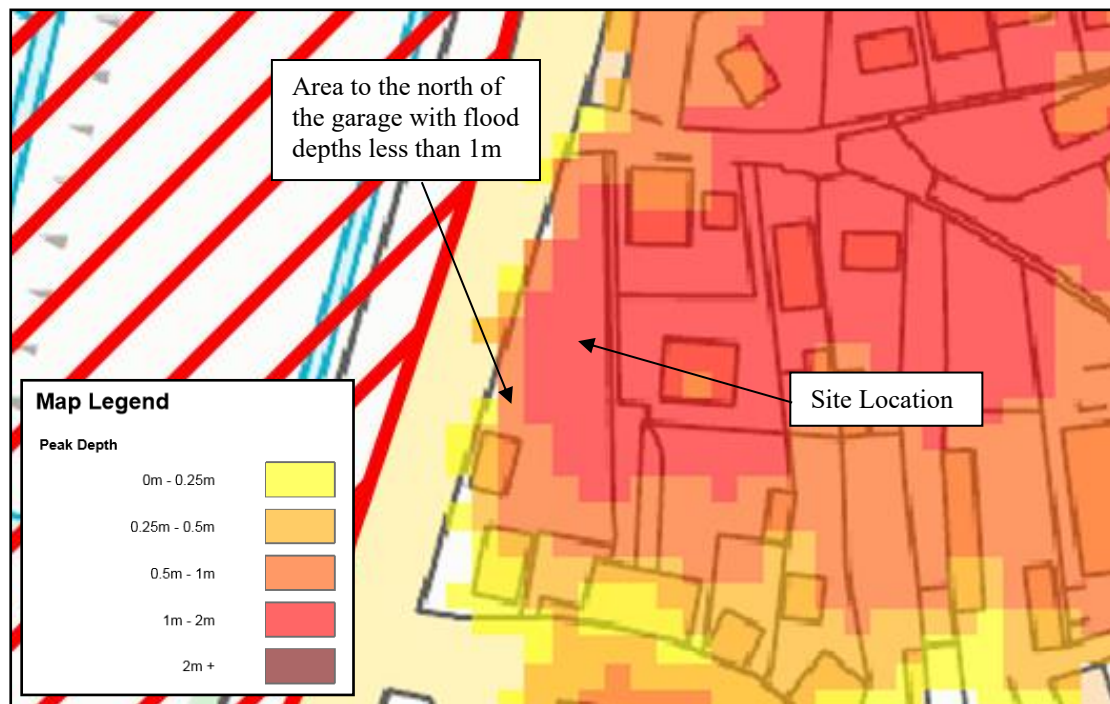 Area to the north of
the garage with flood
depths less than 1m
Site Location
Map Legend
Peak Depth
0m - 0.25m
0.25m - 0.5m
0.5m - 1m
1m - 2m
2m +